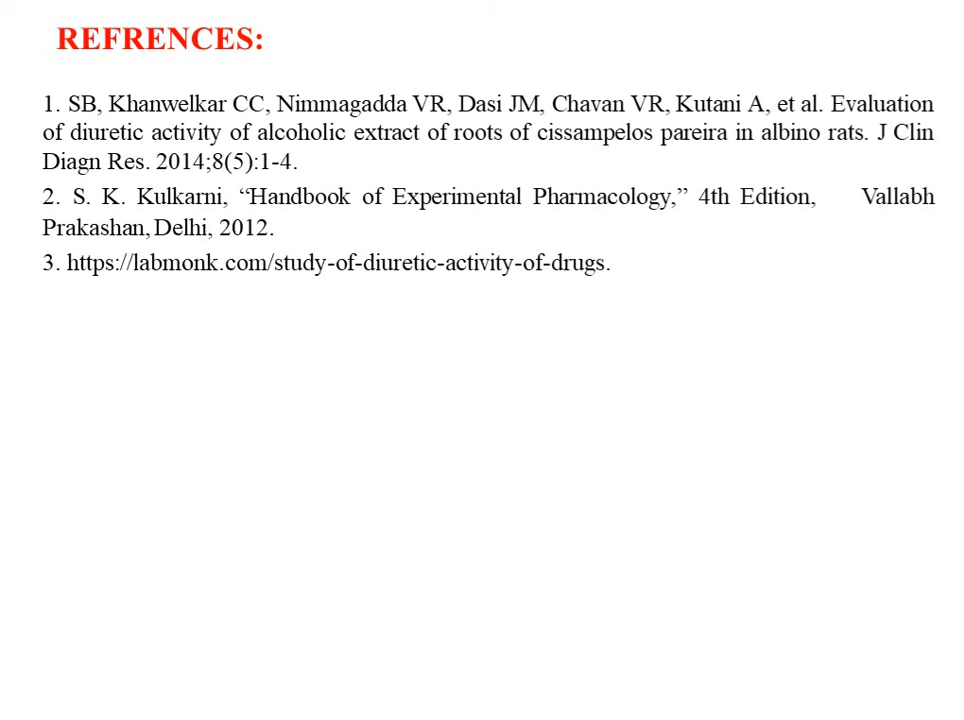 REFRENCES:
1. SB, Khanwelkar CC, Nimmagadda VR, Dasi JM, Chavan VR, Kutani A, et al. Evaluation
of diuretic activity of alcoholic extract of roots of cissampelos pareira in albino rats. J Clin
Diagn Res. 2014;8(5):1-4.
2. S. K. Kulkarni, “Handbook of Experimental Pharmacology,” 4th Edition, Vallabh
Prakashan, Delhi, 2012.
3. https://labmonk.com/study-of-diuretic-activity-of-drugs.